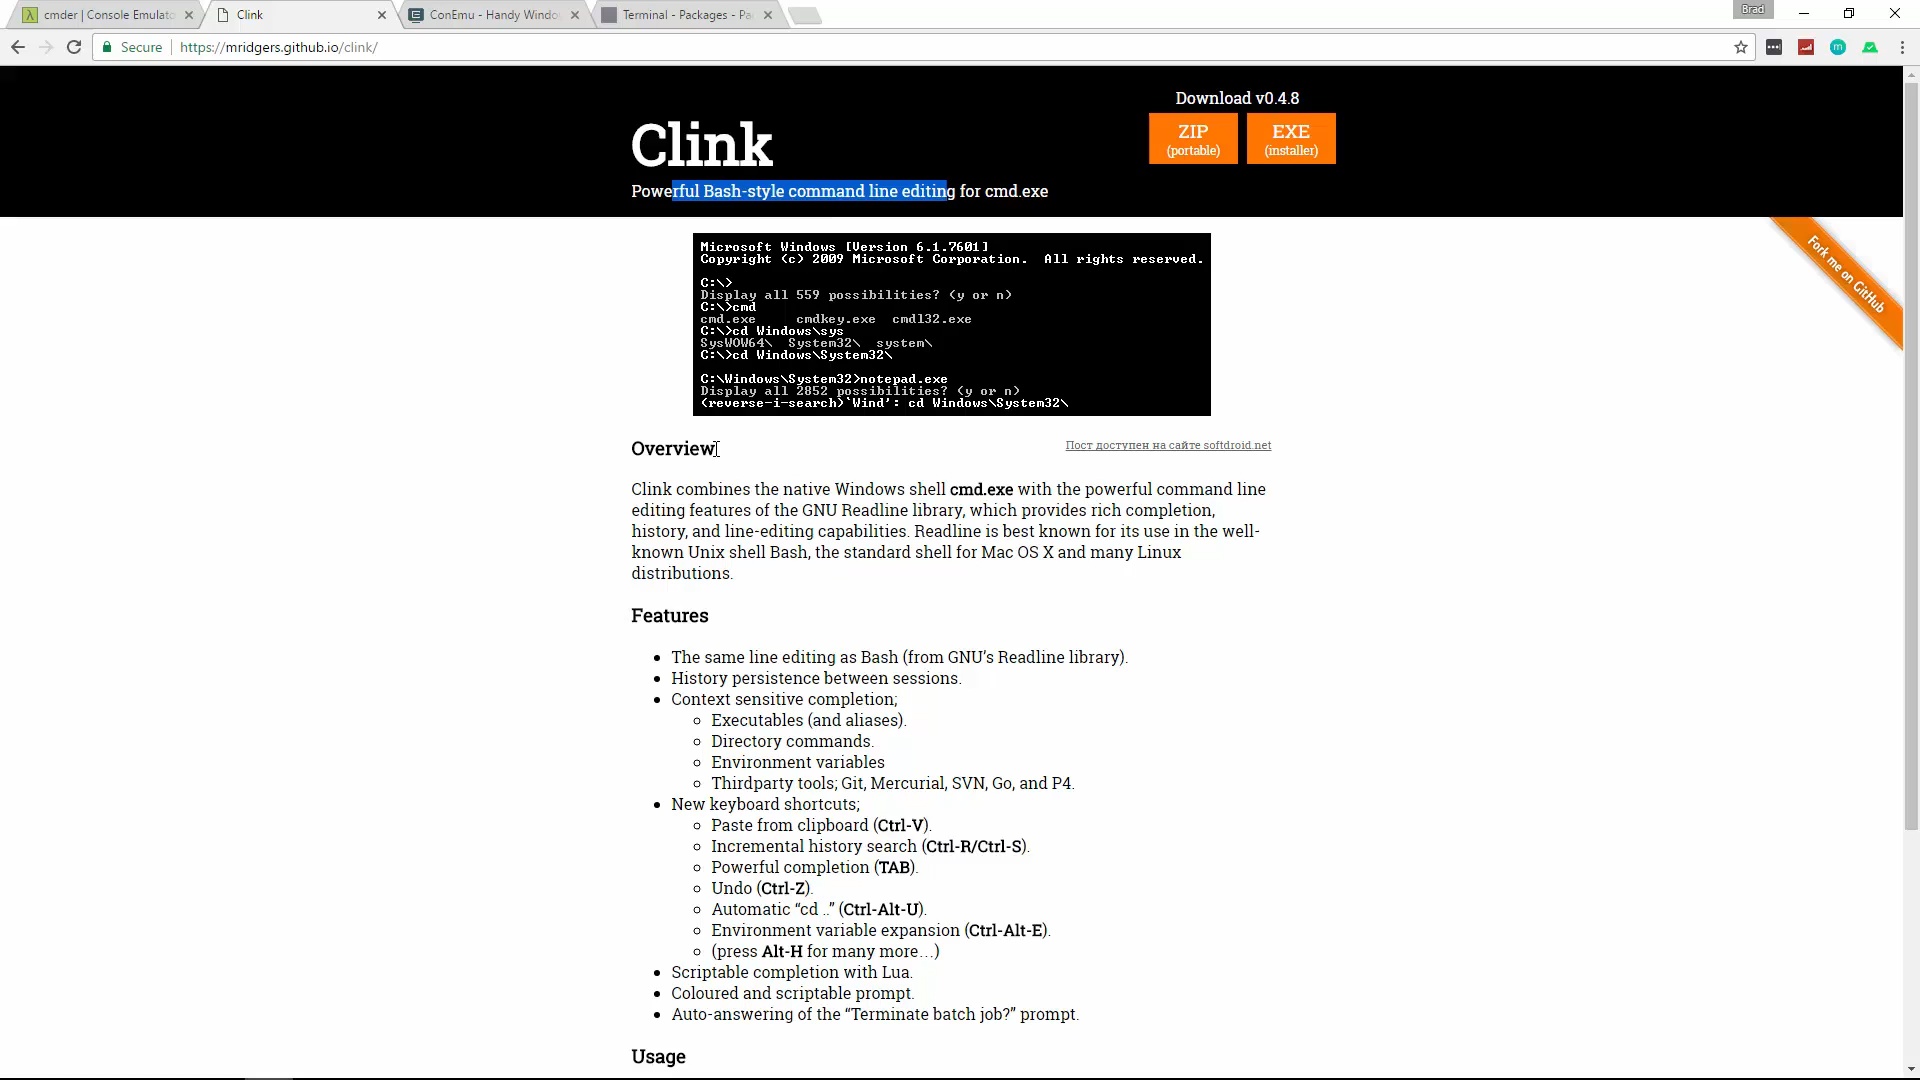 cmder | Console Emulato
Clink
ConEmu - Handy Windo
Terminal - Packages - Pa
Brad
Secure
https://mridgers.github.io/clink/
Download v0.4.8
ZIP
(portable)
EXE
(installer)
Clink
Powerful Bash-style command line editing for cmd.exe
Fork me on GitHub
Microsoft Windows [Version 6.1.7601]
Copyright (c) 2009 Microsoft Corporation.  All rights reserved.
C:\>
Display all 559 possibilities? (y or n)
C:\>cmd
cmd.exe     cmdkey.exe  cmdl32.exe
C:\>cd Windows\sys
SysWOW64\  System32\  system\
C:\>cd Windows\System32\
C:\Windows\System32>notepad.exe
Display all 2852 possibilities? (y or n)
(reverse-i-search)`Wind': cd Windows\System32\
Overview
Пост доступен на сайте softdroid.net
Clink combines the native Windows shell cmd.exe with the powerful command line
editing features of the GNU Readline library, which provides rich completion,
history, and line-editing capabilities. Readline is best known for its use in the well-
known Unix shell Bash, the standard shell for Mac OS X and many Linux
distributions.
Features
• The same line editing as Bash (from GNU’s Readline library).
• History persistence between sessions.
• Context sensitive completion;
◦ Executables (and aliases).
◦ Directory commands.
◦ Environment variables
◦ Thirdparty tools; Git, Mercurial, SVN, Go, and P4.
• New keyboard shortcuts;
◦ Paste from clipboard (Ctrl-V).
◦ Incremental history search (Ctrl-R/Ctrl-S).
◦ Powerful completion (TAB).
◦ Undo (Ctrl-Z).
◦ Automatic “cd ..” (Ctrl-Alt-U).
◦ Environment variable expansion (Ctrl-Alt-E).
◦ (press Alt-H for many more…)
• Scriptable completion with Lua.
• Coloured and scriptable prompt.
• Auto-answering of the “Terminate batch job?” prompt.
Usage